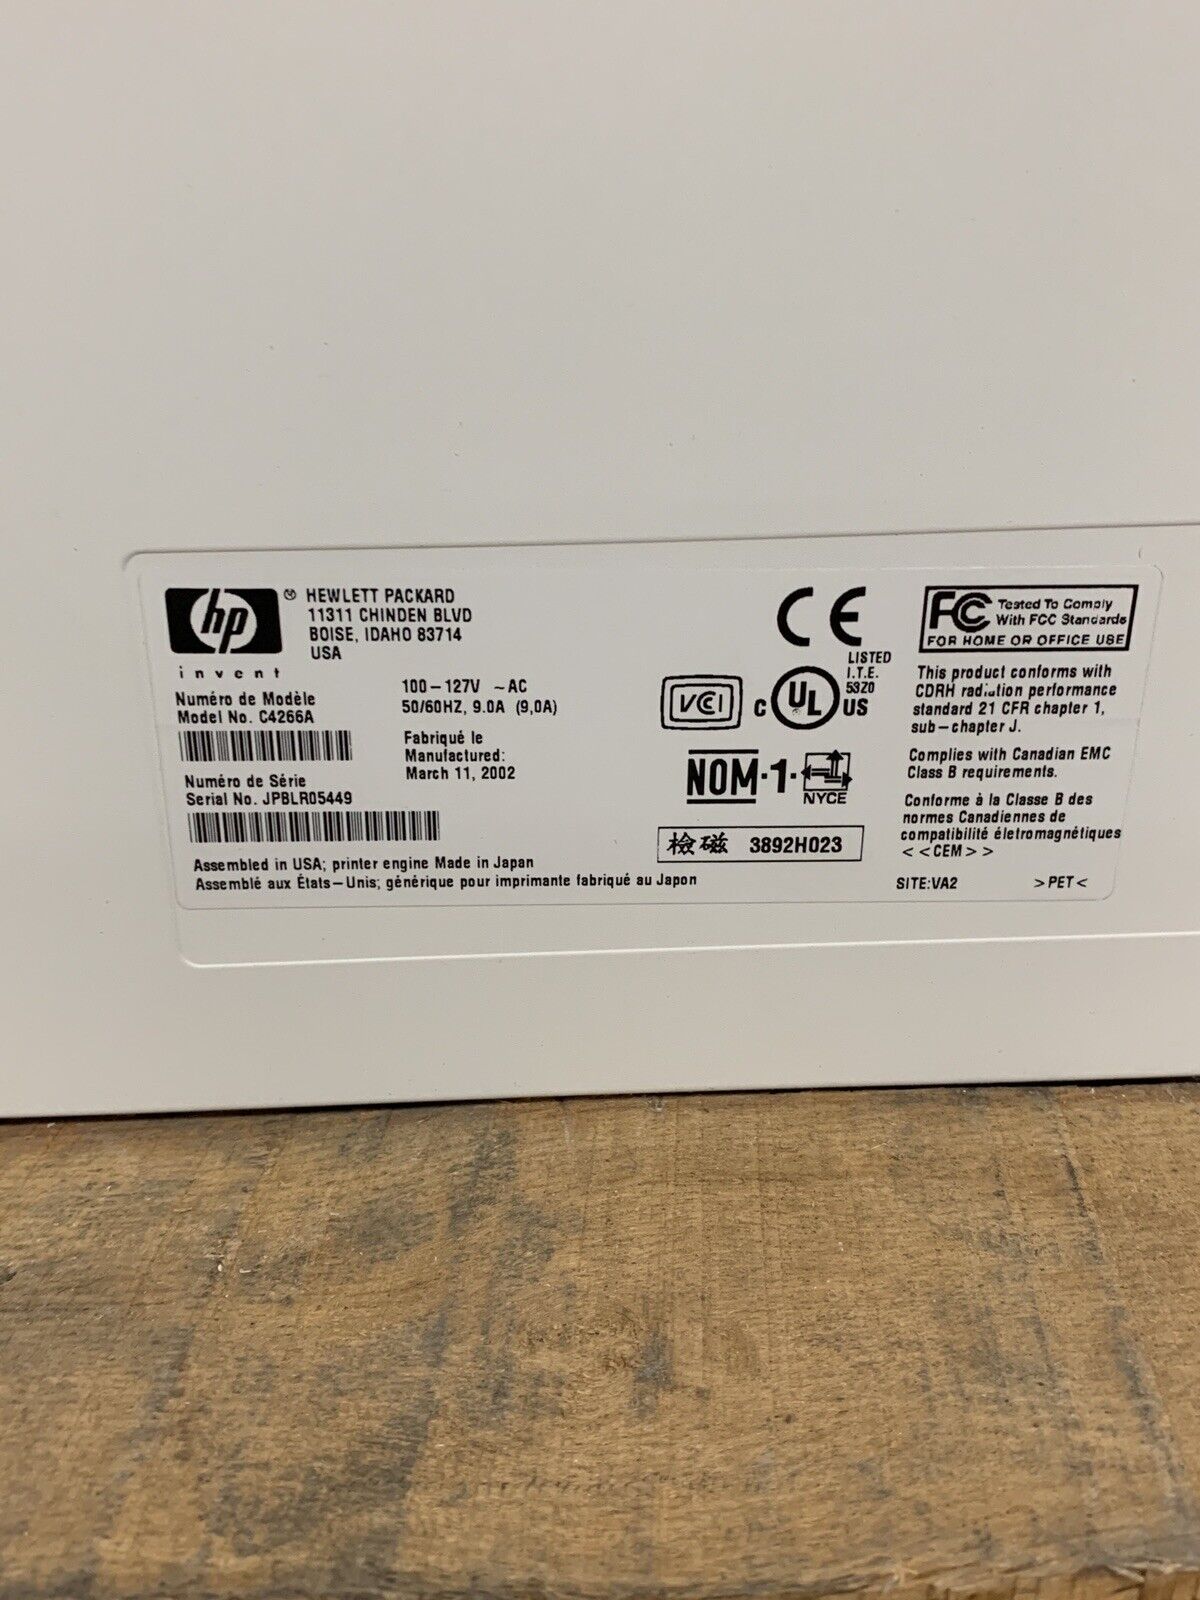 hp ® HEWLETT PACKARD
11311 CHINDEN BLVD
BOISE, IDAHO 83714
USA
invent
Numéro de Modèle
Model No. C4266A
100-127V ~AC
50/60HZ, 9.0A (9,0A)
Fabriqué le
Manufactured:
March 11, 2002
Numéro de Série
Serial No. JPBLR05449
Assembled in USA; printer engine Made in Japan
Assemblé aux États-Unis; générique pour imprimante fabriqué au Japon
CE
VCI
C UL US
LISTED
I.T.E.
53Z0
NOM-1-
NYCE
檢磁 3892H023
FC Tested To Comply
With FCC Standards
FOR HOME OR OFFICE USE
This product conforms with
CDRH radiation performance
standard 21 CFR chapter 1,
sub-chapter J.
Complies with Canadian EMC
Class B requirements.
Conforme à la Classe B des
normes Canadiennes de
compatibilité életromagnétiques
<<CEM>>
SITE:VA2 >PET<